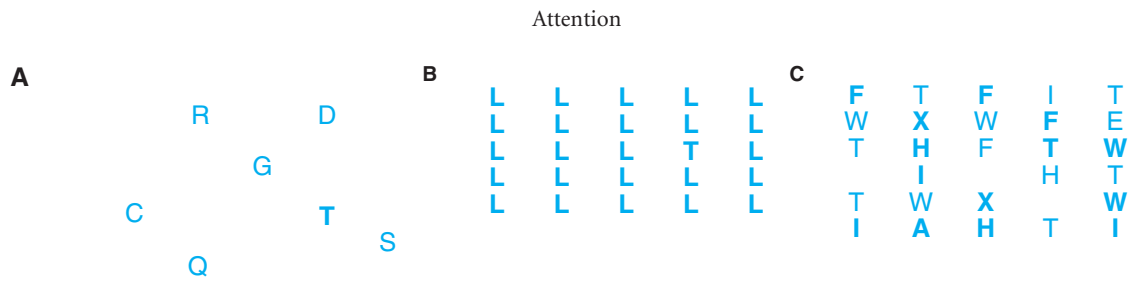 Attention
A
R D
G
C T
S
Q
B
L L L L L
L L L L L
L L L T L
L L L L L
L L L L L
C
F T F I T
W X W F E
T H F T W
I H T
T W X W
I A H T I